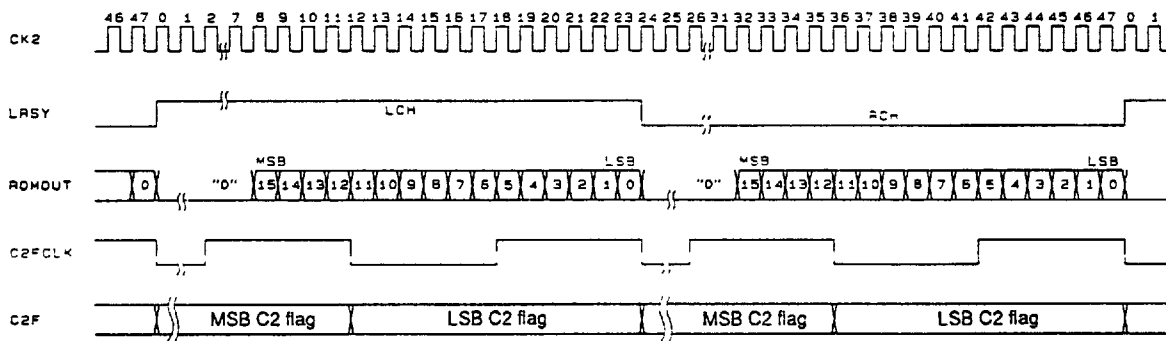 46 47 0 1 2 7 8 9 10 11 12 13 14 15 16 17 18 19 20 21 22 23 24 25 26 31 32 33 34 35 36 37 38 39 40 41 42 43 44 45 46 47 0 1
CK2
LRSY LCH RCH
MSB LSB MSB LSB
ROMOUT 0 "0" 15 14 13 12 11 10 9 8 7 6 5 4 3 2 1 0 "0" 15 14 13 12 11 10 9 8 7 6 5 4 3 2 1 0
C2FCLK
C2F MSB C2 flag LSB C2 flag MSB C2 flag LSB C2 flag